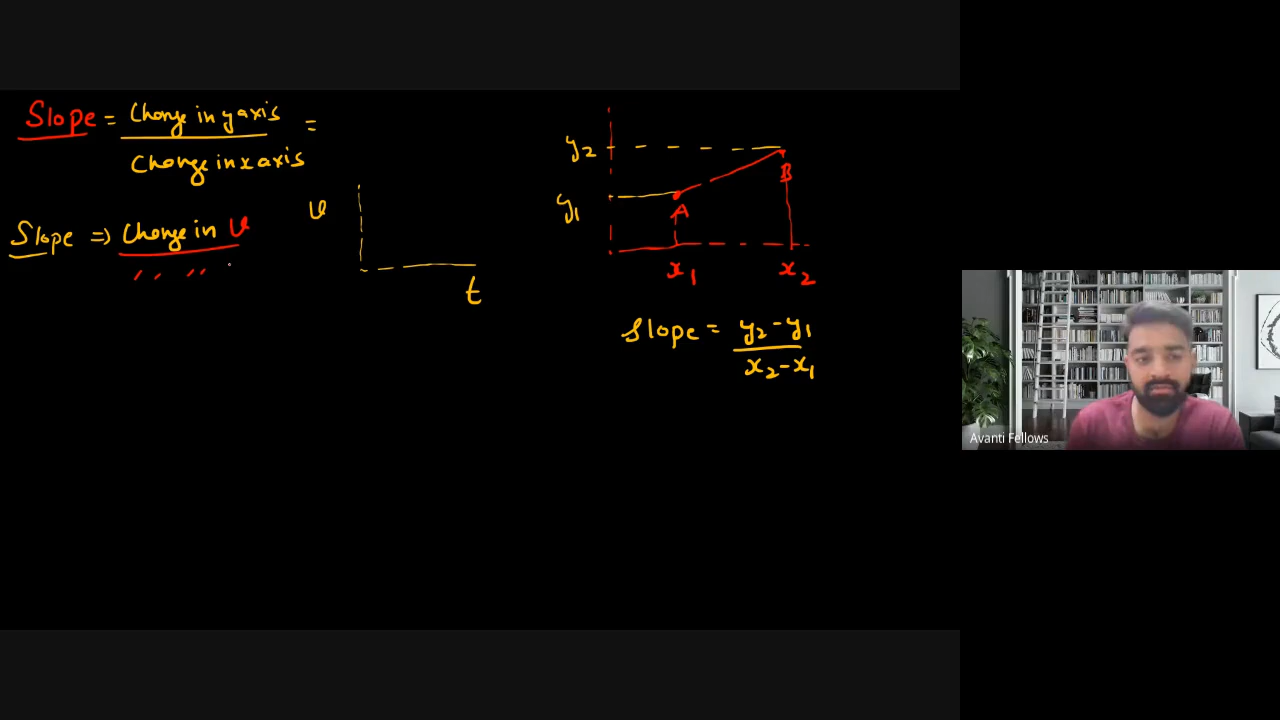 Slope = Change in y axis =
Change in x axis
Slope ⇒ Change in v
,, ,,
v
t
y2
y1
A
B
x1 x2
Slope = y2 - y1
x2 - x1
Avanti Fellows